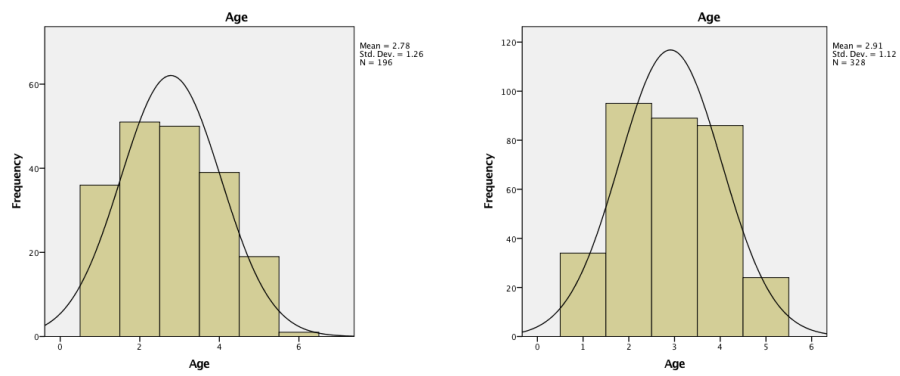 Age
Mean = 2.78
Std. Dev. = 1.26
N = 196
Frequency
60
40
20
0
0 2 4 6
Age
Age
Mean = 2.91
Std. Dev. = 1.12
N = 328
Frequency
120
100
80
60
40
20
0
0 1 2 3 4 5 6
Age